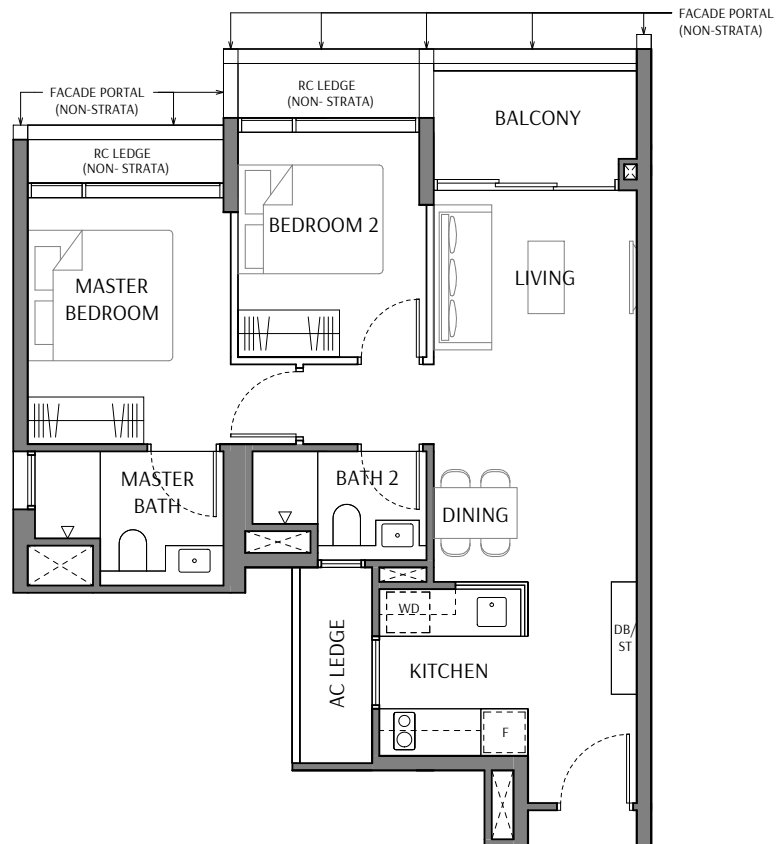 FACADE PORTAL
(NON-STRATA)
FACADE PORTAL
(NON-STRATA)
RC LEDGE
(NON- STRATA)
BALCONY
RC LEDGE
(NON- STRATA)
BEDROOM 2
LIVING
MASTER
BEDROOM
MASTER
BATH
BATH 2
DINING
WD
DB/
ST
AC LEDGE
KITCHEN
F